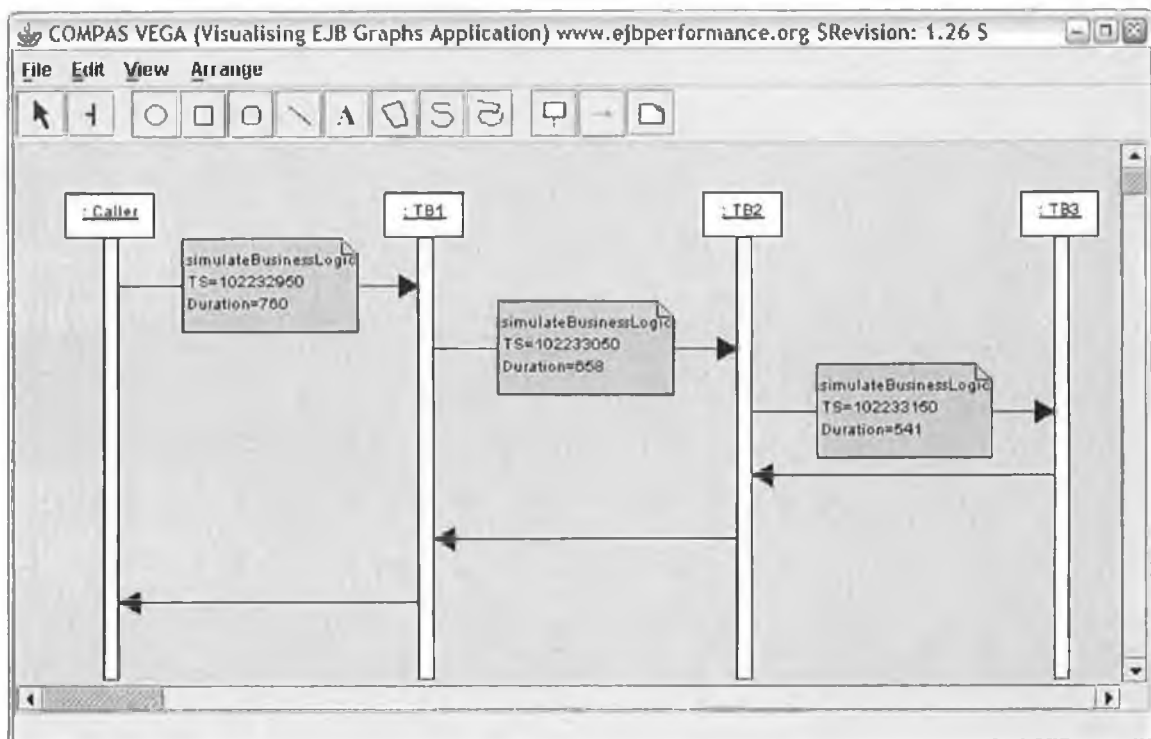 COMPAS VEGA (Visualising EJB Graphs Application) www.ejbperformance.org $Revision: 1.26 $
File Edit View Arrange
A
: Caller
: TB1
: TB2
: TB3
simulateBusinessLogic
TS=102232950
Duration=760
simulateBusinessLogic
TS=102233050
Duration=658
simulateBusinessLogic
TS=102233150
Duration=541